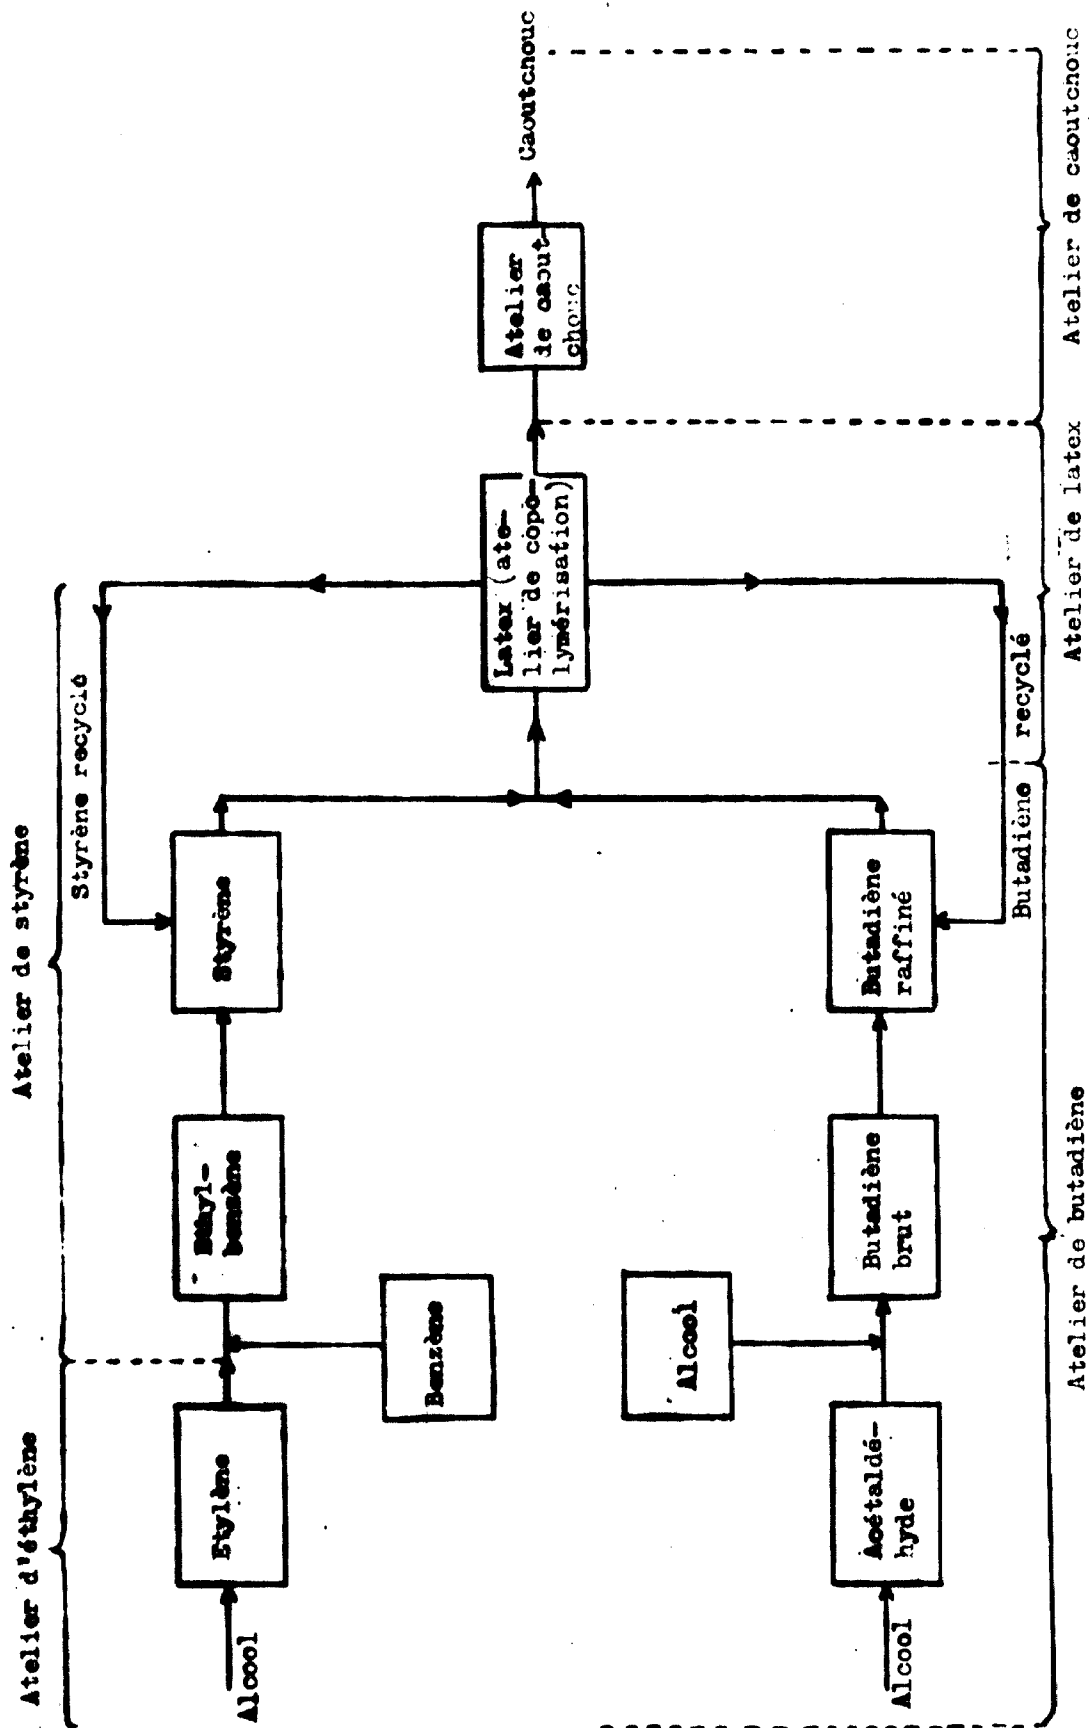 Atelier d'éthylène
Atelier de styrène
Styrène recyclé
Alcool
Etylène
Ethyl-
benzène
Styrène
Benzène
Latex (ate-
lier de copo-
lymérisation)
Atelier
de caout-
chouc
Caoutchouc
Alcool
Alcool
Acétaldé-
hyde
Butadiène
brut
Butadiène
raffiné
Butadiène recyclé
Atelier de butadiène
Atelier de latex
Atelier de caoutchouc